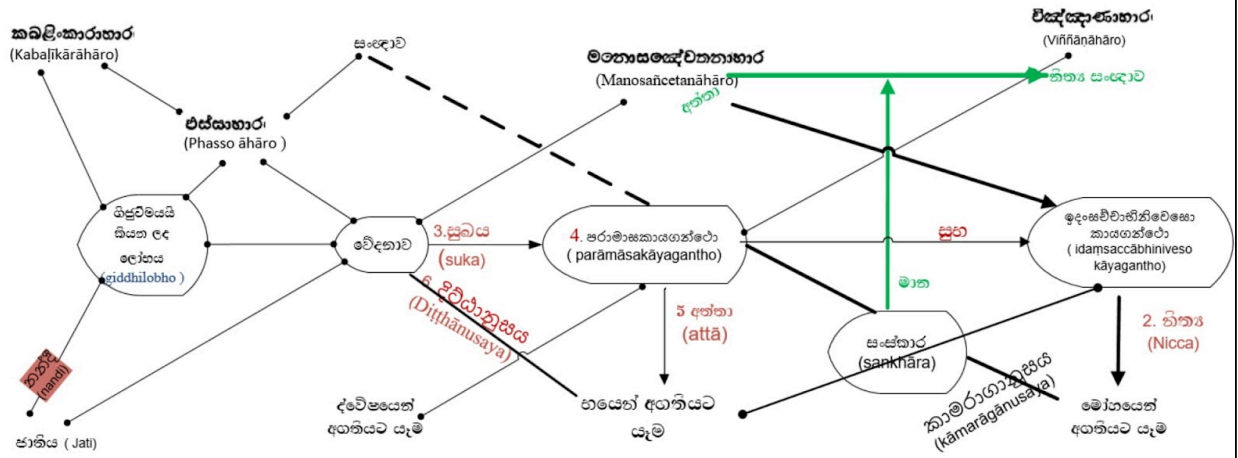 කබළිංකාරාහාර
(Kabaḷīkārāhāro)
ඵස්සාහාර
(Phasso āhāro )
සංඥාව
මනොසඤ්චේතනාහාර
(Manosañcetanāhāro)
අත්තා
විඤ්ඤාණාහාර
(Viññāṇāhāro)
නිත්‍ය සංඥාව
ගිජුවීමයයි
කියන ලද
ලෝභය
(giddhilobho)
වේදනාව
3.සුඛය
(suka)
4. පරාමාසකායගන්ථො
( parāmāsakāyagantho)
සුභ
ඉදංසච්චාභිනිවෙසො
කායගන්ථො
( idaṃsaccābhiniveso
kāyagantho)
මාන
6. දිට්ඨානුසය
(Diṭṭhānusaya)
5 අත්තා
(attā)
සංස්කාර
(sankhāra)
2. නිත්‍ය
(Nicca)
නන්දි
(nandi)
කාමරාගානුසය
(kāmarāgānusaya)
ජාතිය ( Jati)
ද්වේෂයෙන්
අගතියට යෑම
භයෙන් අගතියට
යෑම
මෝහයෙන්
අගතියට යෑම